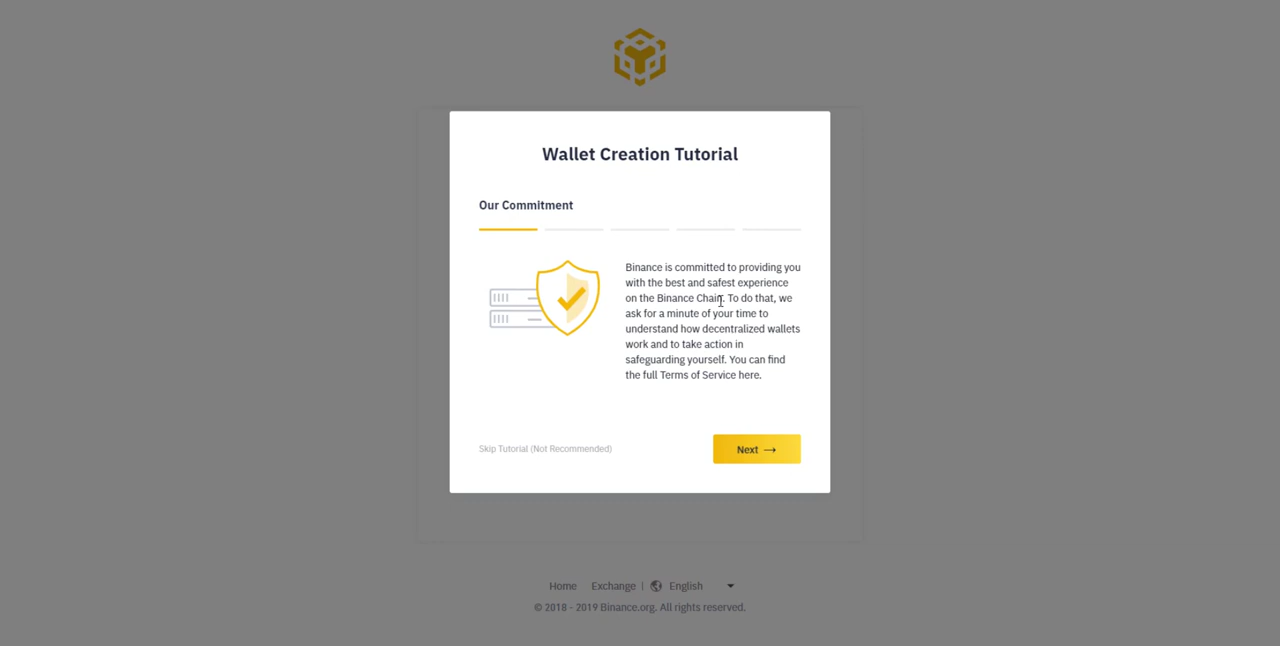 Wallet Creation Tutorial
Our Commitment
Binance is committed to providing you
with the best and safest experience
on the Binance Chain. To do that, we
ask for a minute of your time to
understand how decentralized wallets
work and to take action in
safeguarding yourself. You can find
the full Terms of Service here.
Skip Tutorial (Not Recommended)
Next →
Home Exchange | English
© 2018 - 2019 Binance.org. All rights reserved.